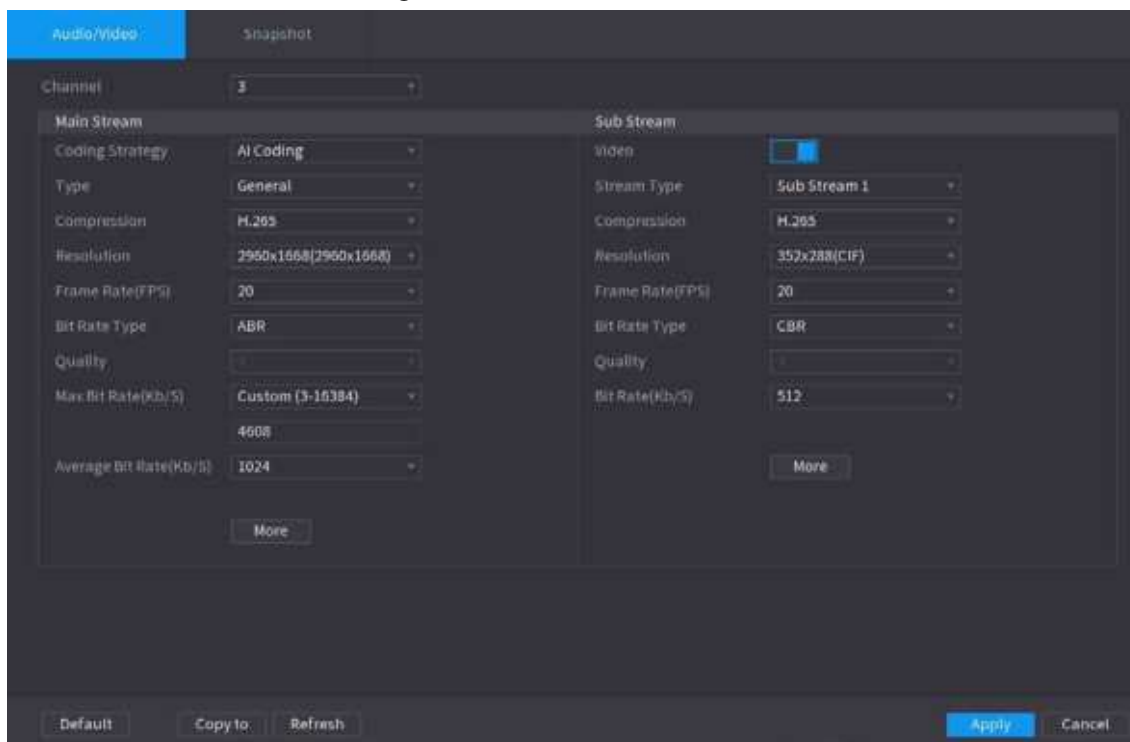 Audio/Video Snapshot
Channel 3
Main Stream Sub Stream
Coding Strategy AI Coding Video
Type General Stream Type Sub Stream 1
Compression H.265 Compression H.265
Resolution 2960x1668(2960x1668) Resolution 352x288(CIF)
Frame Rate(FPS) 20 Frame Rate(FPS) 20
Bit Rate Type ABR Bit Rate Type CBR
Quality Quality
Max Bit Rate(Kb/S) Custom (3-16384) Bit Rate(Kb/S) 512
4608
Average Bit Rate(Kb/S) 1024 More
More
Default Copy to Refresh Apply Cancel